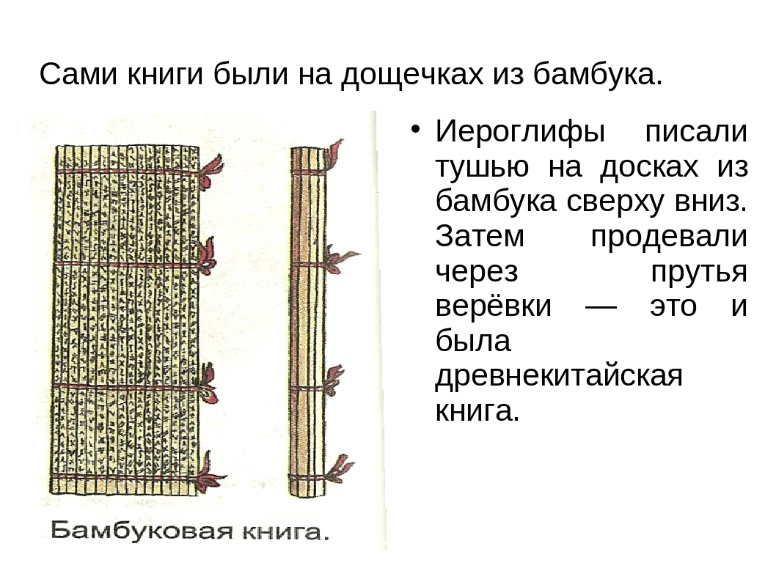 Сами книги были на дощечках из бамбука.
• Иероглифы писали
тушью на досках из
бамбука сверху вниз.
Затем продевали
через прутья
верёвки — это и
была
древнекитайская
книга.
Бамбуковая книга.